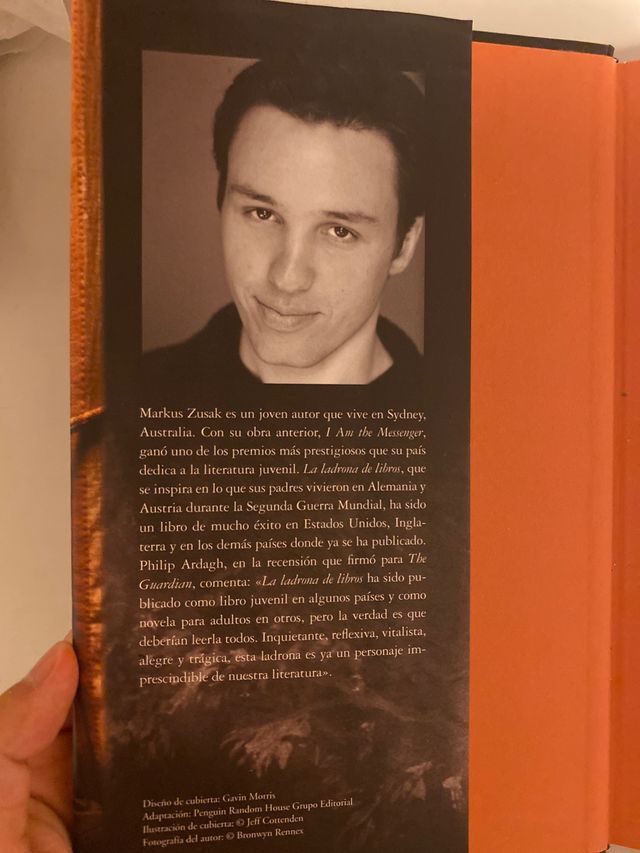 Markus Zusak es un joven autor que vive en Sydney,
Australia. Con su obra anterior, I Am the Messenger,
ganó uno de los premios más prestigiosos que su país
dedica a la literatura juvenil. La ladrona de libros, que
se inspira en lo que sus padres vivieron en Alemania y
Austria durante la Segunda Guerra Mundial, ha sido
un libro de mucho éxito en Estados Unidos, Ingla-
terra y en los demás países donde ya se ha publicado.
Philip Ardagh, en la recensión que firmó para The
Guardian, comenta: «La ladrona de libros ha sido pu-
blicado como libro juvenil en algunos países y como
novela para adultos en otros, pero la verdad es que
deberían leerla todos. Inquietante, reflexiva, vitalista,
alegre y trágica, esta ladrona es ya un personaje im-
prescindible de nuestra literatura».
Diseño de cubierta: Gavin Morris
Adaptación: Penguin Random House Grupo Editorial
Ilustración de cubierta: © Jeff Cottenden
Fotografía del autor: © Bronwyn Rennex